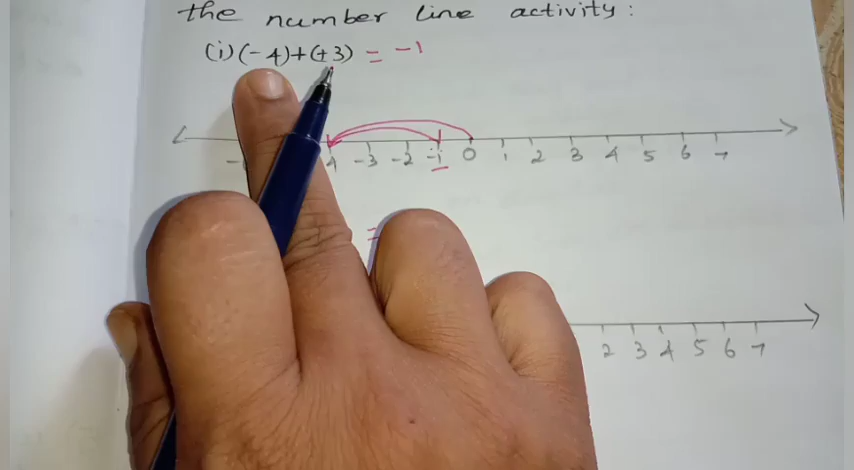 the number line activity:
(i) (-4)+(+3) = -1
4 -3 -2 -1 0 1 2 3 4 5 6 7
=
2 3 4 5 6 7